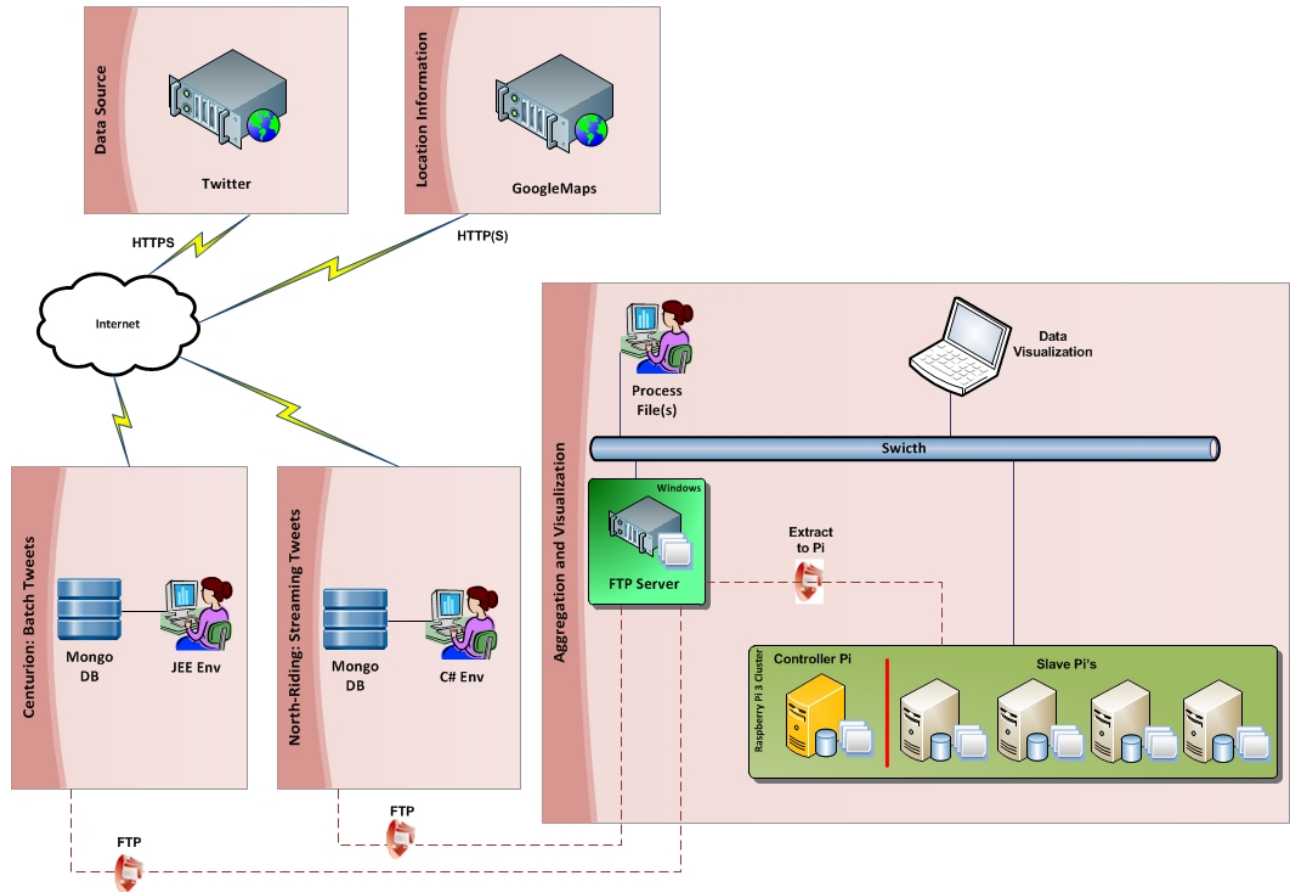 Data Source
Twitter
Location Information
GoogleMaps
HTTPS
HTTP(S)
Internet
Centurion: Batch Tweets
Mongo
DB
JEE Env
North-Riding: Streaming Tweets
Mongo
DB
C# Env
Aggregation and Visualization
Process
File(s)
Data
Visualization
Swicth
Windows
FTP Server
Extract
to Pi
Raspberry Pi 3 Cluster
Controller Pi
Slave Pi's
FTP
FTP